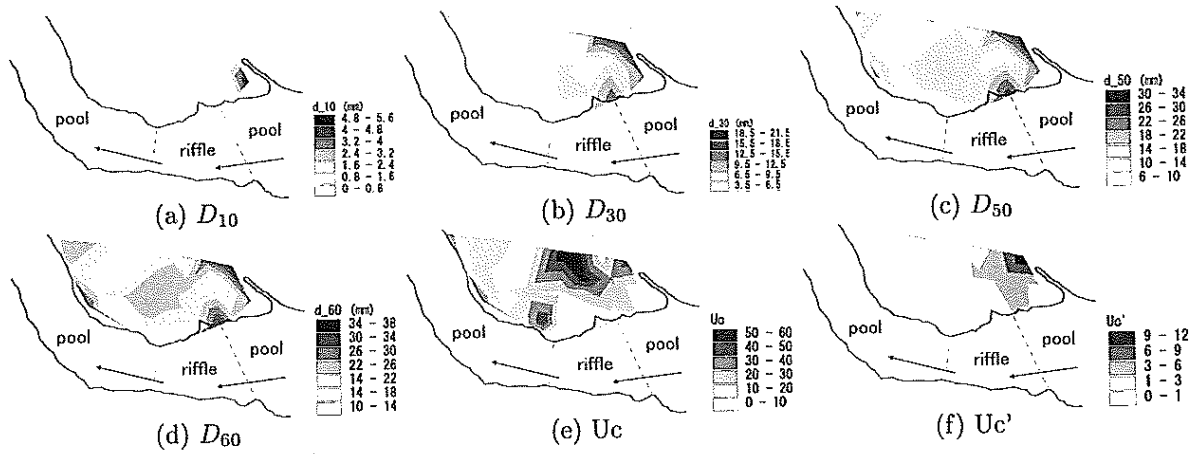 pool
riffle
pool
d_10 (mm)
4.8 - 5.6
4 - 4.8
3.2 - 4
2.4 - 3.2
1.6 - 2.4
0.8 - 1.6
0 - 0.8
(a) D10
pool
riffle
pool
d_30 (mm)
18.5 - 21.5
15.5 - 18.5
12.5 - 15.5
9.5 - 12.5
6.5 - 9.5
3.5 - 6.5
(b) D30
pool
riffle
pool
d_50 (mm)
30 - 34
26 - 30
22 - 26
18 - 22
14 - 18
10 - 14
6 - 10
(c) D50
pool
riffle
pool
d_60 (mm)
34 - 38
30 - 34
26 - 30
22 - 26
14 - 22
14 - 18
10 - 14
(d) D60
pool
riffle
pool
Uc
50 - 60
40 - 50
30 - 40
20 - 30
10 - 20
0 - 10
(e) Uc
pool
riffle
pool
Uc'
9 - 12
6 - 9
3 - 6
1 - 3
0 - 1
(f) Uc'